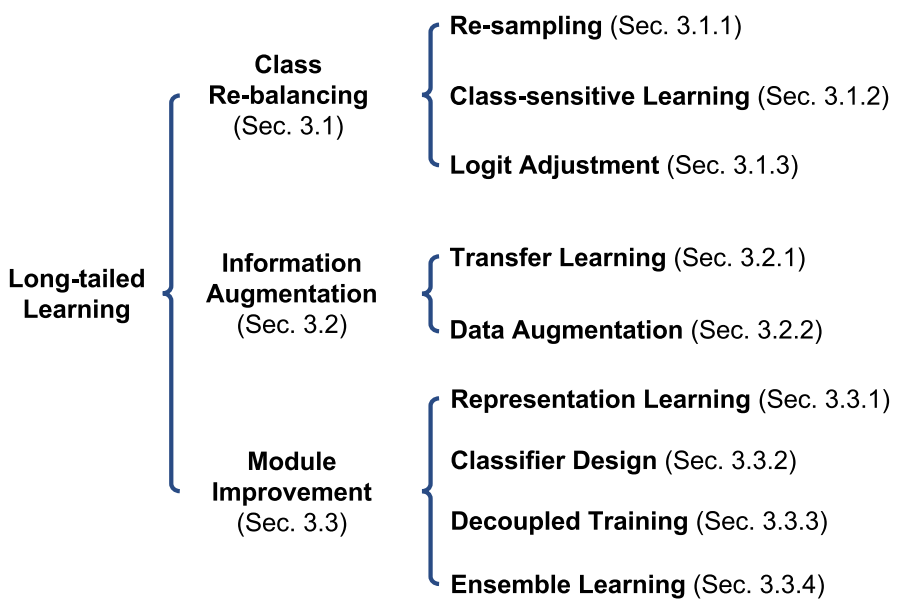 Long-tailed
Learning
Class
Re-balancing
(Sec. 3.1)
Re-sampling (Sec. 3.1.1)
Class-sensitive Learning (Sec. 3.1.2)
Logit Adjustment (Sec. 3.1.3)
Information
Augmentation
(Sec. 3.2)
Transfer Learning (Sec. 3.2.1)
Data Augmentation (Sec. 3.2.2)
Module
Improvement
(Sec. 3.3)
Representation Learning (Sec. 3.3.1)
Classifier Design (Sec. 3.3.2)
Decoupled Training (Sec. 3.3.3)
Ensemble Learning (Sec. 3.3.4)